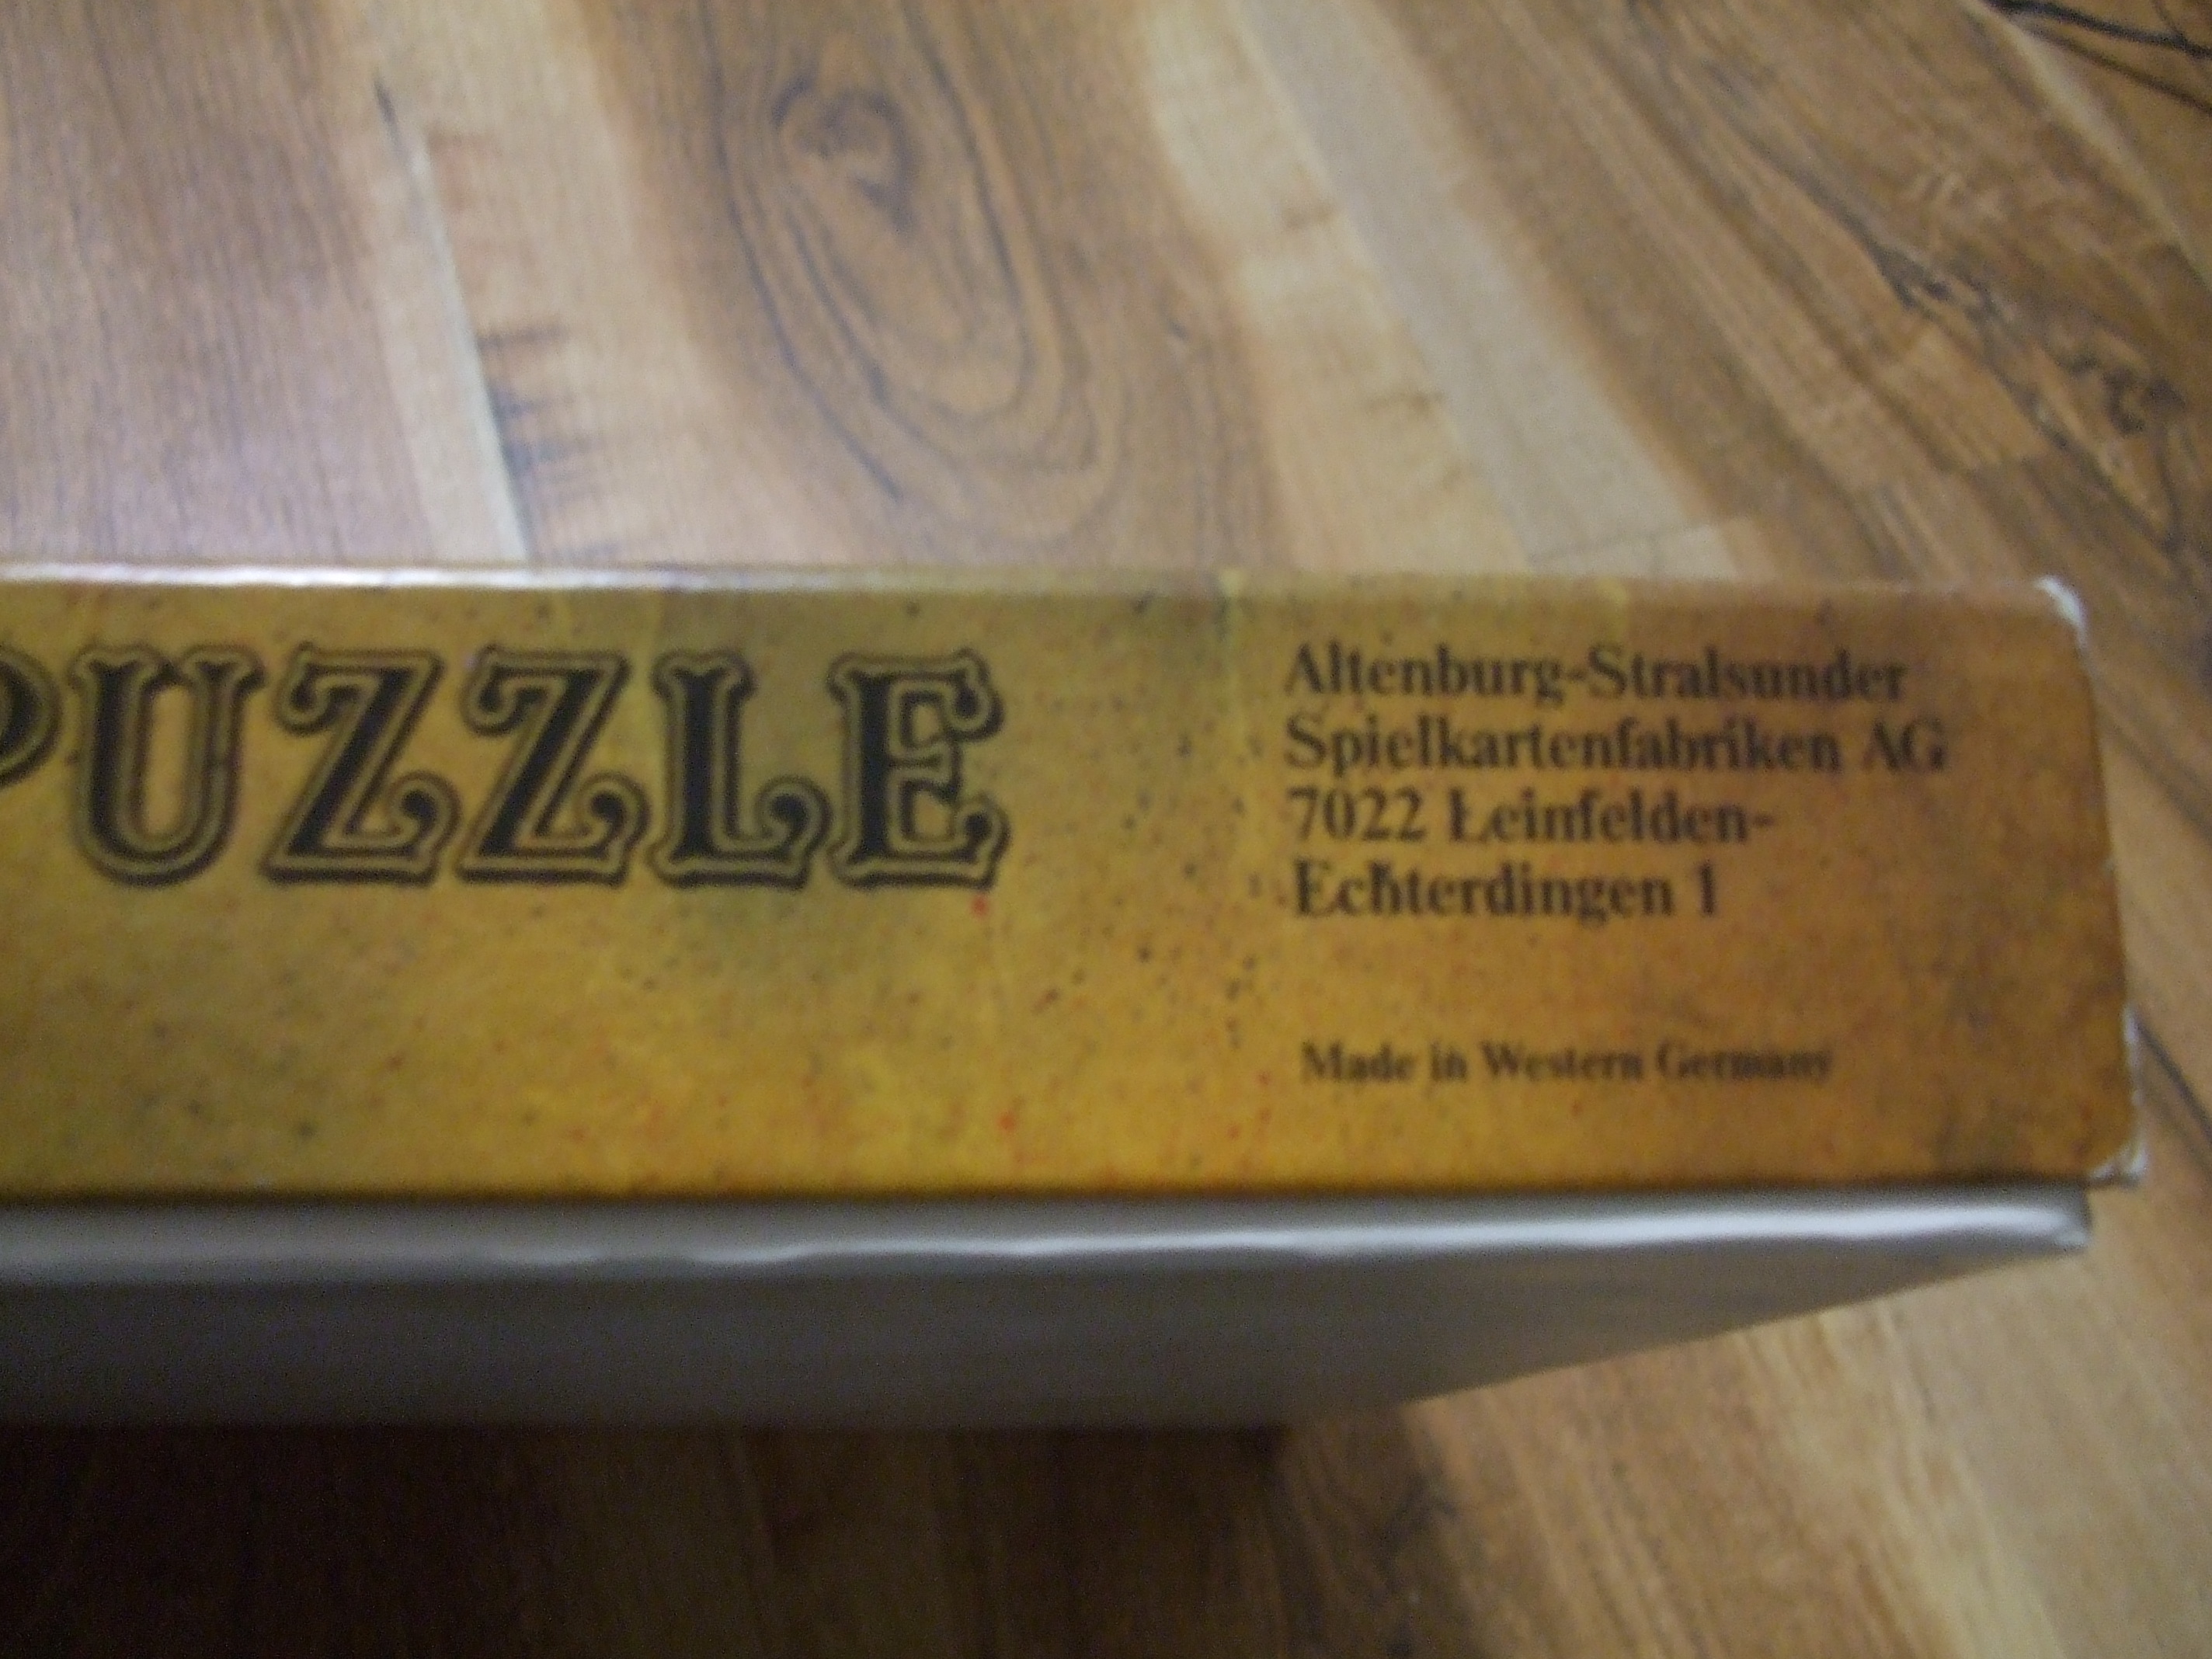 PUZZLE
Altenburg-Stralsunder
Spielkartenfabriken AG
7022 Leinfelden-
Echterdingen 1
Made in Western Germany